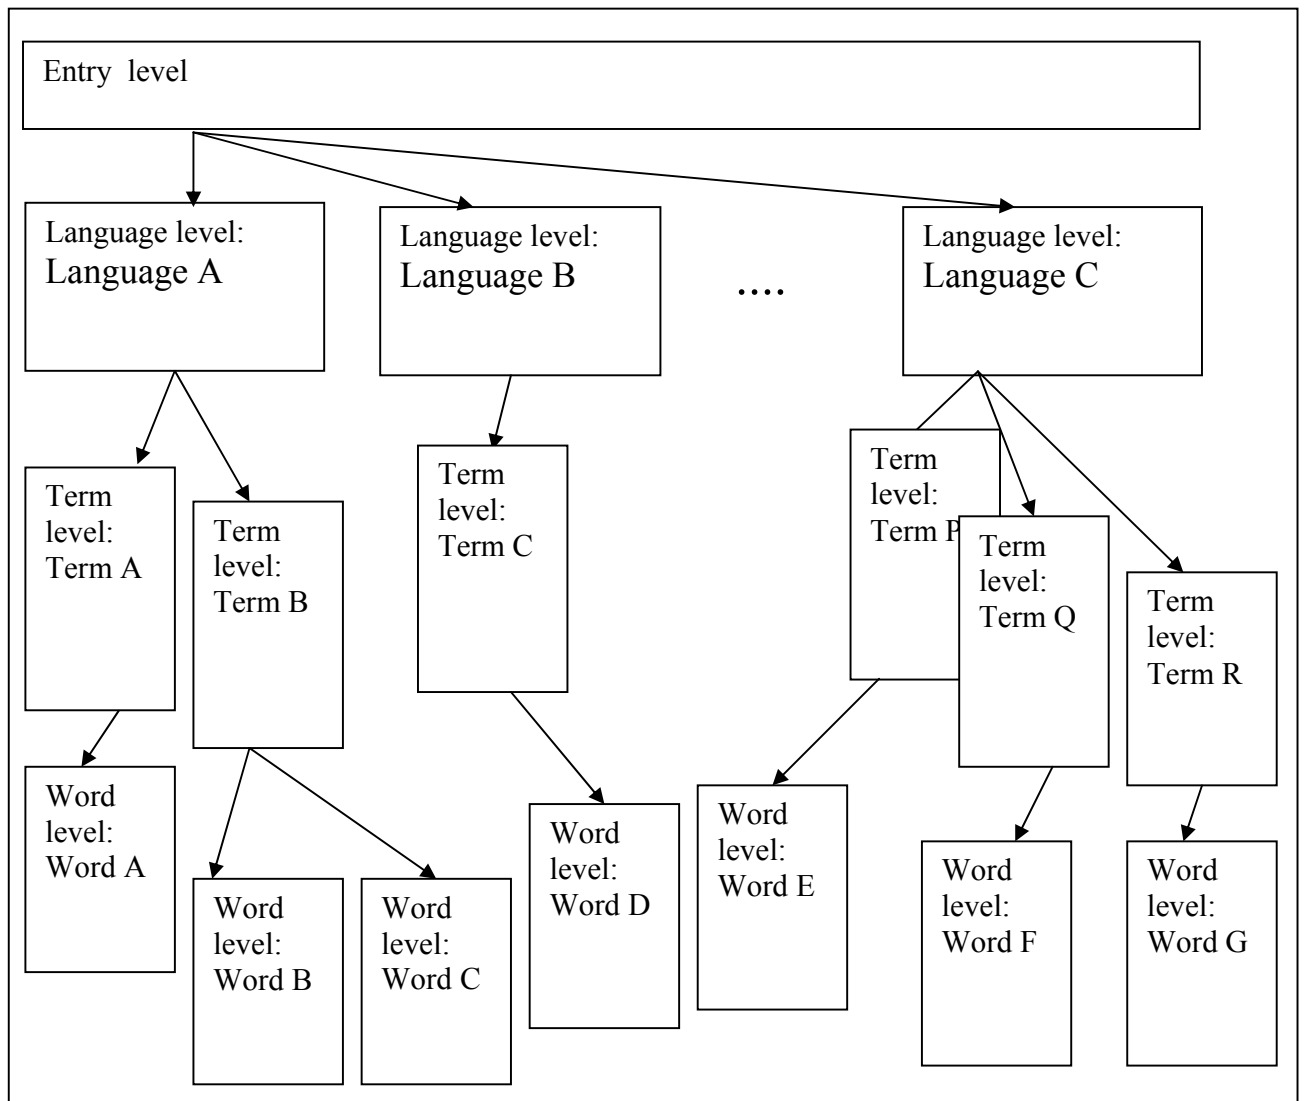 Entry level
Language level:
Language A
Language level:
Language B
....
Language level:
Language C
Term
level:
Term A
Term
level:
Term B
Term
level:
Term C
Term
level:
Term P
Term
level:
Term Q
Term
level:
Term R
Word
level:
Word A
Word
level:
Word B
Word
level:
Word C
Word
level:
Word D
Word
level:
Word E
Word
level:
Word F
Word
level:
Word G